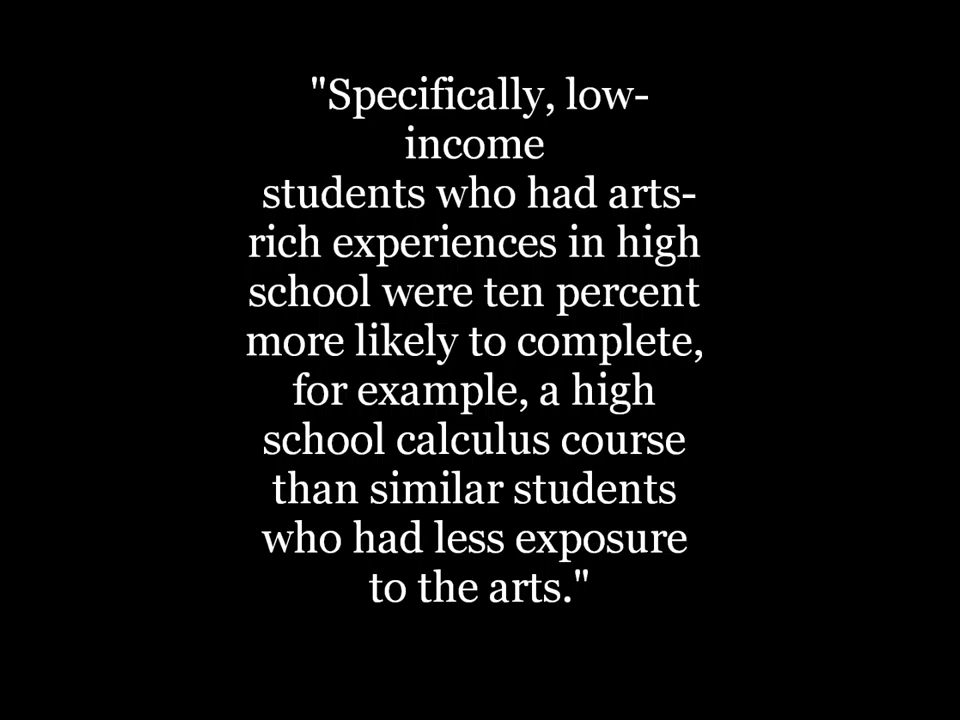 "Specifically, low-
income
students who had arts-
rich experiences in high
school were ten percent
more likely to complete,
for example, a high
school calculus course
than similar students
who had less exposure
to the arts."